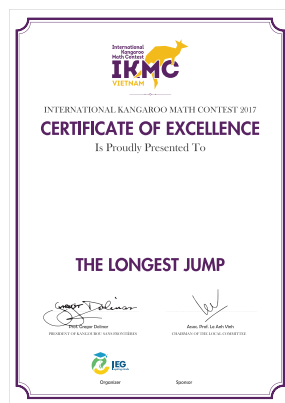 International
Kangaroo
Math Contest
IKMC
VIETNAM
INTERNATIONAL KANGAROO MATH CONTEST 2017
CERTIFICATE OF EXCELLENCE
Is Proudly Presented To
THE LONGEST JUMP
Prof. Gregor Dolinar
PRESIDENT OF KANGOUROU SANS FRONTIÈRES
Assoc. Prof. Le Anh Vinh
CHAIRMAN OF THE LOCAL COMMITTEE
IEG
Organizer
Sponsor